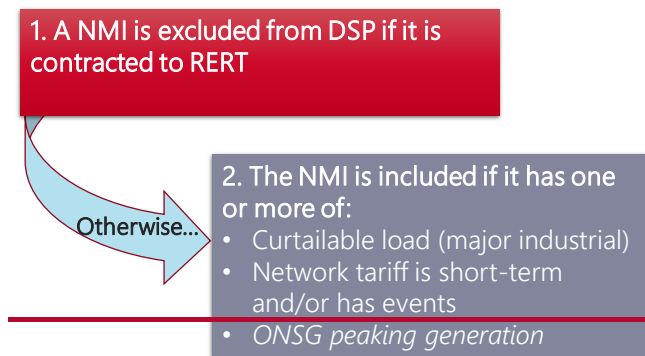 1. A NMI is excluded from DSP if it is
contracted to RERT
Otherwise...
2. The NMI is included if it has one
or more of:
• Curtailable load (major industrial)
• Network tariff is short-term
and/or has events
• ONSG peaking generation